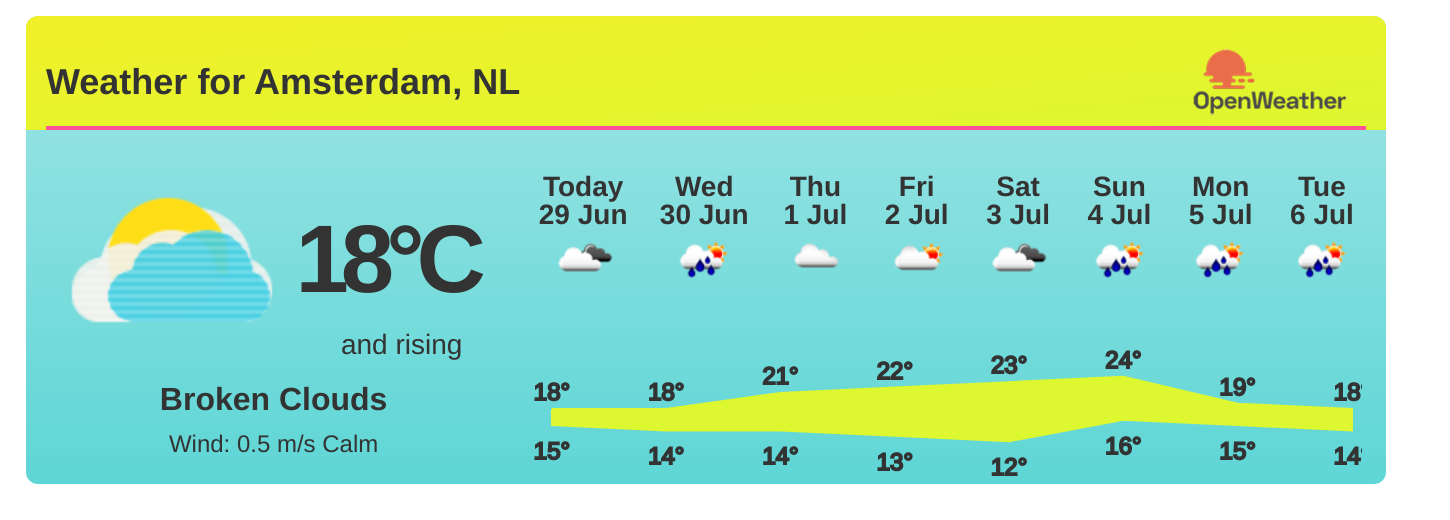 Weather for Amsterdam, NL
OpenWeather
Today Wed Thu Fri Sat Sun Mon Tue
29 Jun 30 Jun 1 Jul 2 Jul 3 Jul 4 Jul 5 Jul 6 Jul
18°C
and rising
Broken Clouds
Wind: 0.5 m/s Calm
18° 18° 21° 22° 23° 24° 19° 18°
15° 14° 14° 13° 12° 16° 15° 14°